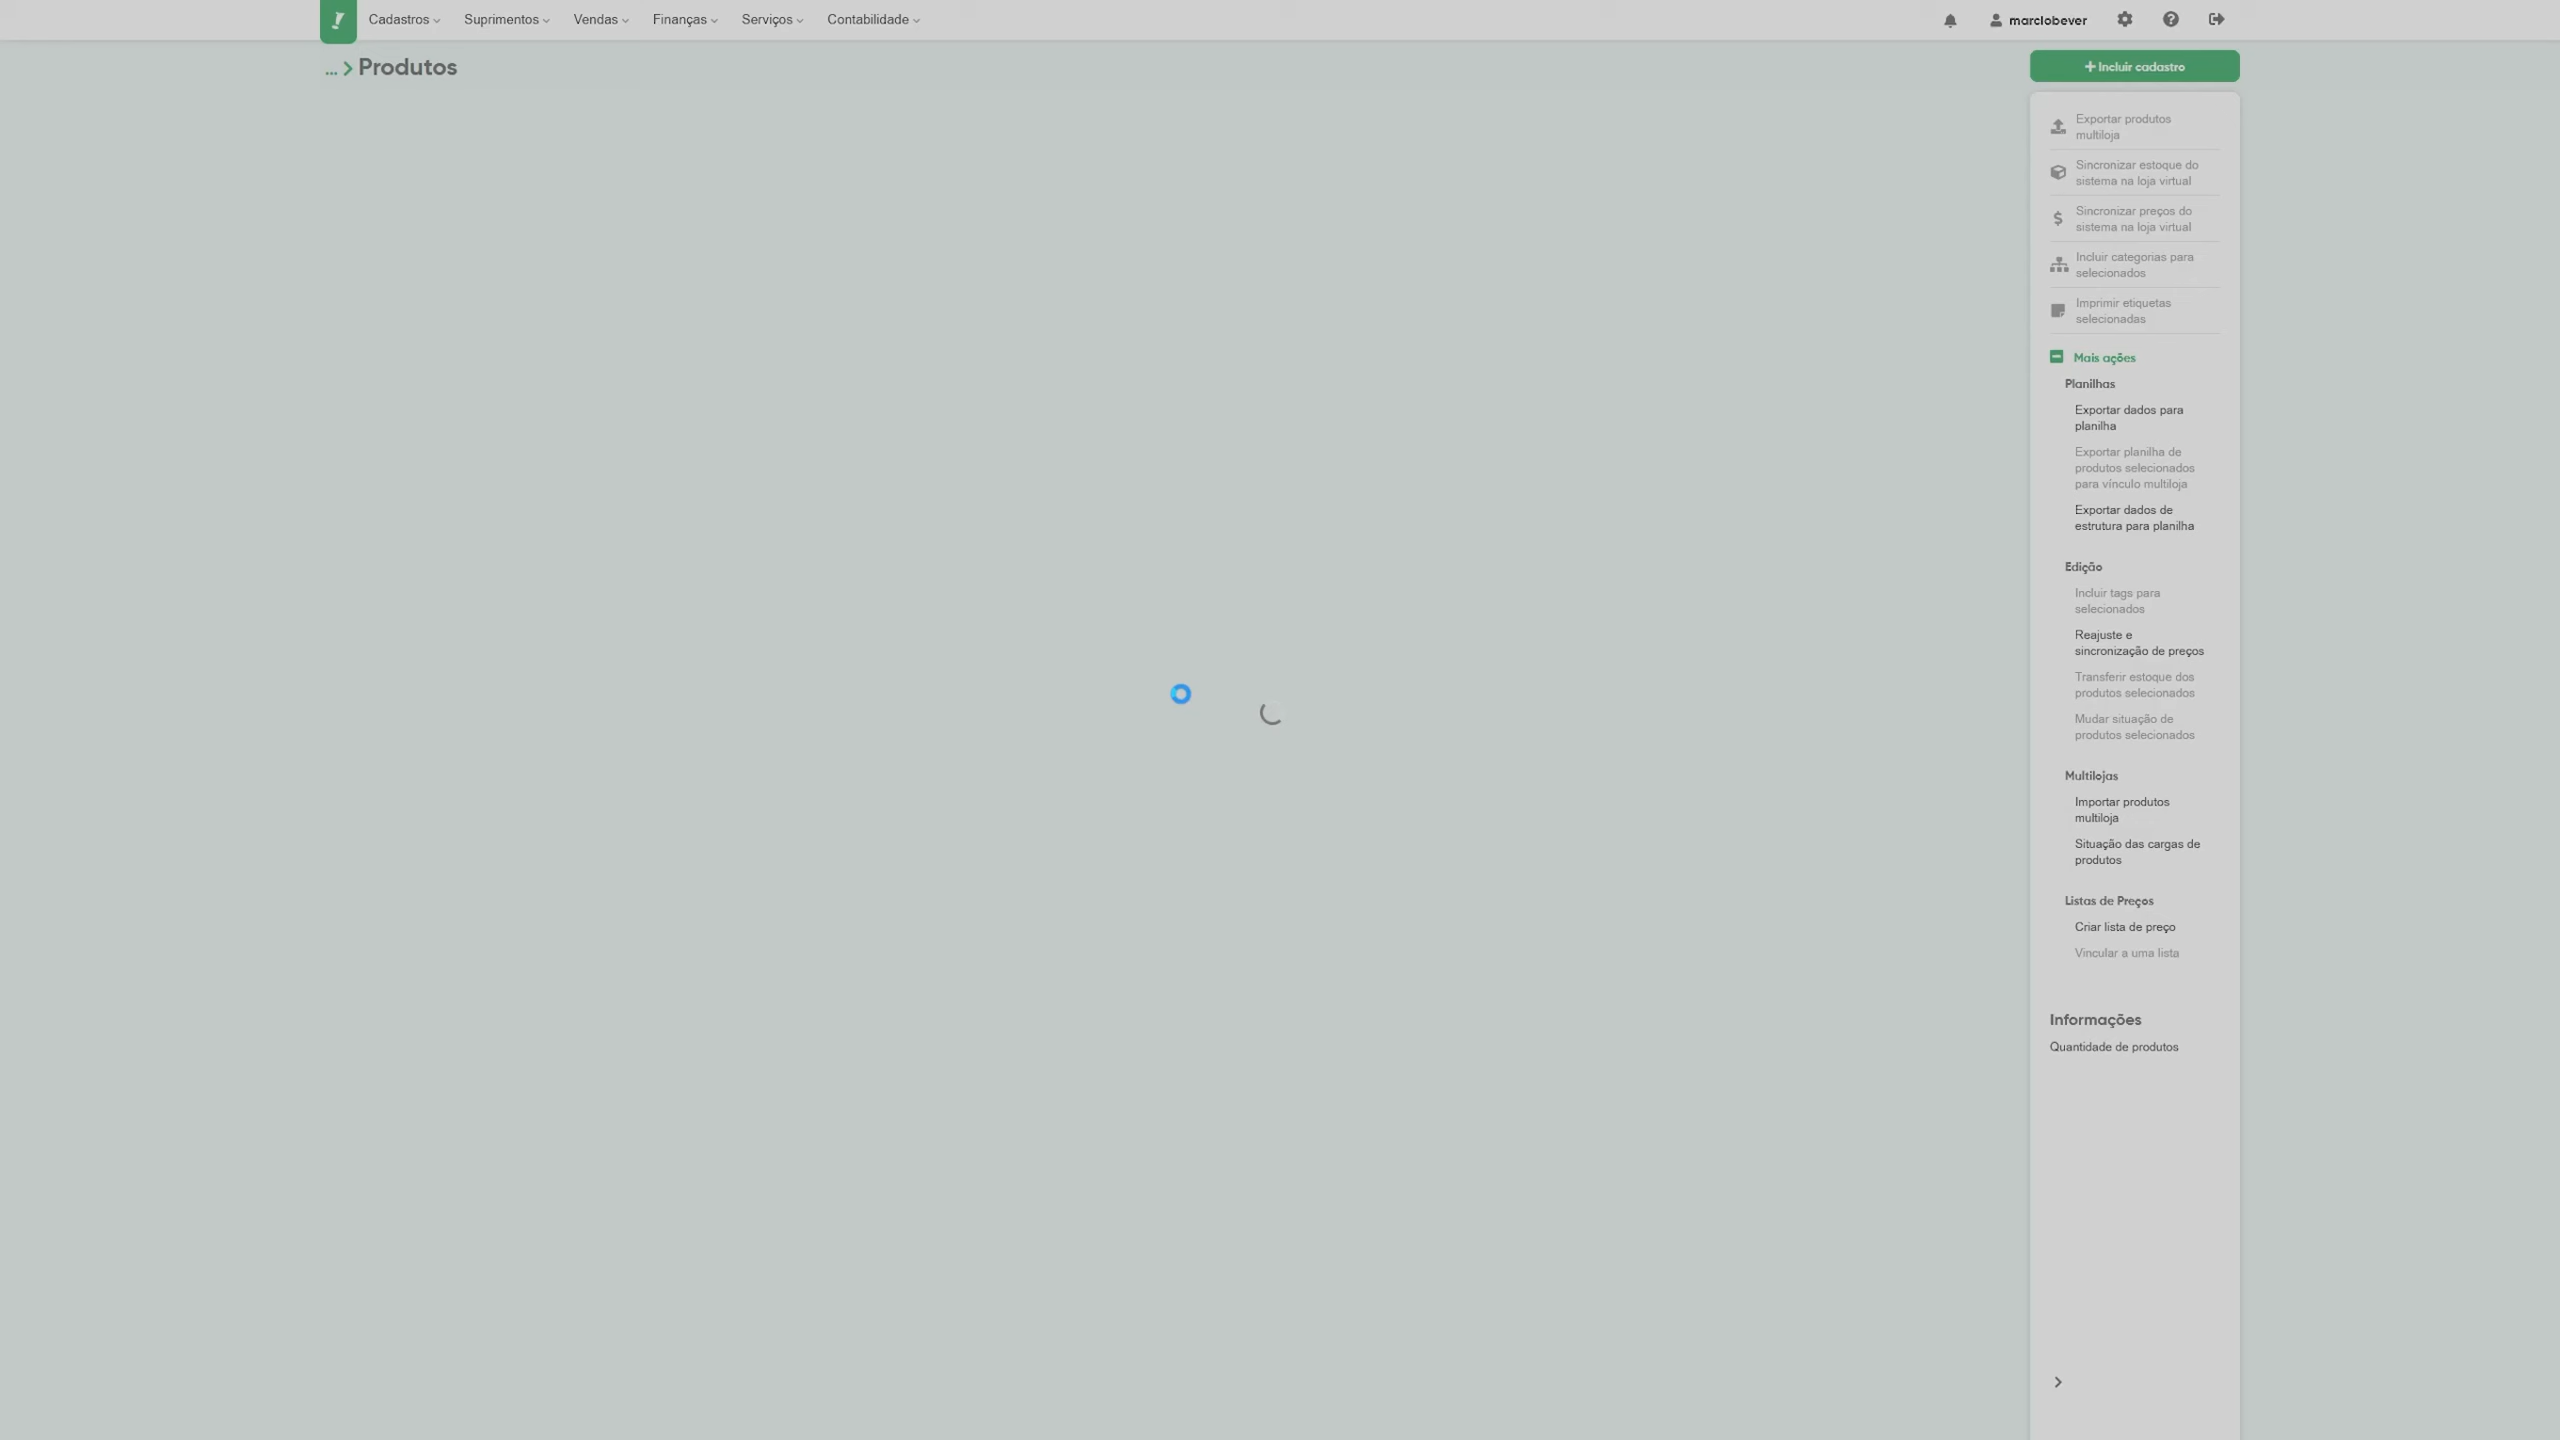 Cadastros
Suprimentos
Vendas
Finanças
Serviços
Contabilidade
marciobever
... Produtos
Incluir cadastro
Exportar produtos
multiloja
Sincronizar estoque do
sistema na loja virtual
Sincronizar preços do
sistema na loja virtual
Incluir categorias para
selecionados
Imprimir etiquetas
selecionadas
Mais ações
Planilhas
Exportar dados para
planilha
Exportar planilha de
produtos selecionados
para vínculo multiloja
Exportar dados de
estrutura para planilha
Edição
Incluir tags para
selecionados
Reajuste e
sincronização de preços
Transferir estoque dos
produtos selecionados
Mudar situação de
produtos selecionados
Multilojas
Importar produtos
multiloja
Situação das cargas de
produtos
Listas de Preços
Criar lista de preço
Vincular a uma lista
Informações
Quantidade de produtos